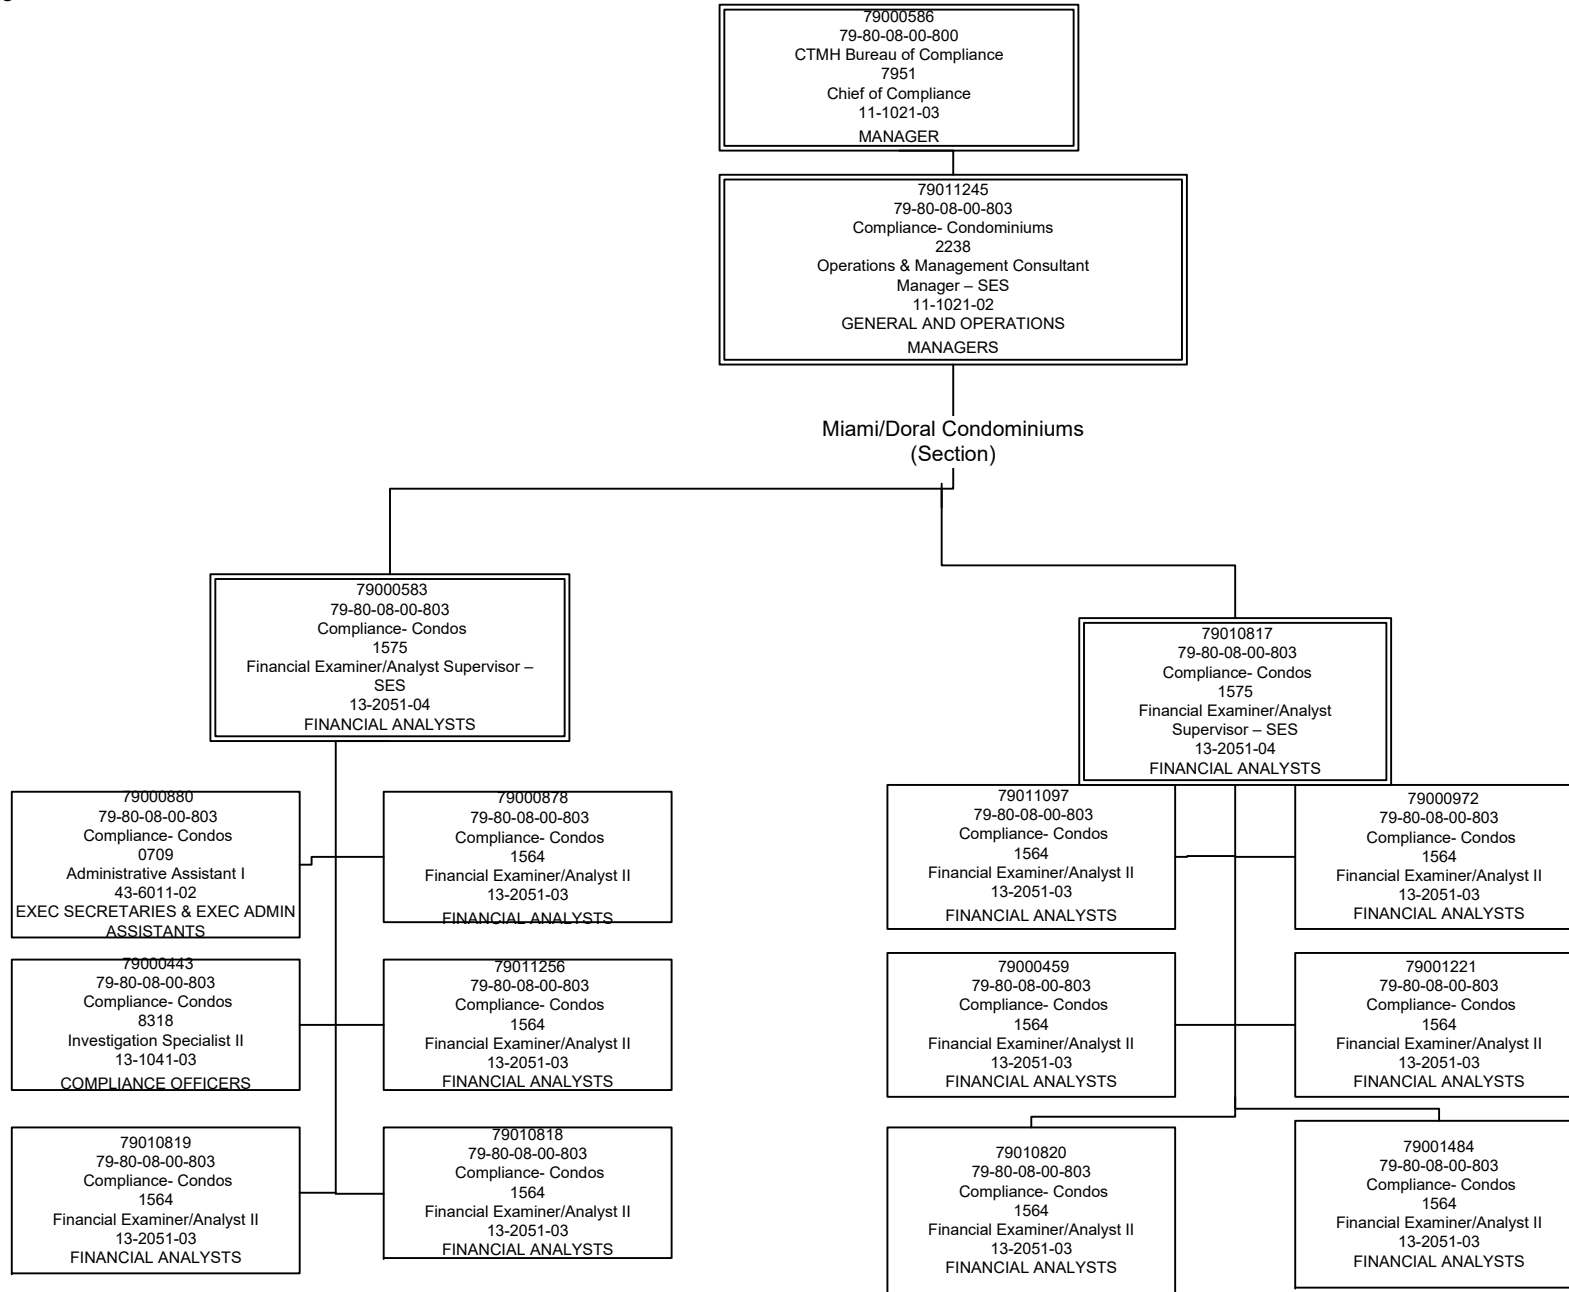 79000586
79-80-08-00-800
CTMH Bureau of Compliance
7951
Chief of Compliance
11-1021-03
MANAGER
79011245
79-80-08-00-803
Compliance- Condominiums
2238
Operations & Management Consultant
Manager – SES
11-1021-02
GENERAL AND OPERATIONS
MANAGERS
Miami/Doral Condominiums
(Section)
79000583
79-80-08-00-803
Compliance- Condos
1575
Financial Examiner/Analyst Supervisor –
SES
13-2051-04
FINANCIAL ANALYSTS
79010817
79-80-08-00-803
Compliance- Condos
1575
Financial Examiner/Analyst
Supervisor – SES
13-2051-04
FINANCIAL ANALYSTS
79000880
79-80-08-00-803
Compliance- Condos
0709
Administrative Assistant I
43-6011-02
EXEC SECRETARIES & EXEC ADMIN
ASSISTANTS
79000878
79-80-08-00-803
Compliance- Condos
1564
Financial Examiner/Analyst II
13-2051-03
FINANCIAL ANALYSTS
79011097
79-80-08-00-803
Compliance- Condos
1564
Financial Examiner/Analyst II
13-2051-03
FINANCIAL ANALYSTS
79000972
79-80-08-00-803
Compliance- Condos
1564
Financial Examiner/Analyst II
13-2051-03
FINANCIAL ANALYSTS
79000443
79-80-08-00-803
Compliance- Condos
8318
Investigation Specialist II
13-1041-03
COMPLIANCE OFFICERS
79011256
79-80-08-00-803
Compliance- Condos
1564
Financial Examiner/Analyst II
13-2051-03
FINANCIAL ANALYSTS
79000459
79-80-08-00-803
Compliance- Condos
1564
Financial Examiner/Analyst II
13-2051-03
FINANCIAL ANALYSTS
79001221
79-80-08-00-803
Compliance- Condos
1564
Financial Examiner/Analyst II
13-2051-03
FINANCIAL ANALYSTS
79010819
79-80-08-00-803
Compliance- Condos
1564
Financial Examiner/Analyst II
13-2051-03
FINANCIAL ANALYSTS
79010818
79-80-08-00-803
Compliance- Condos
1564
Financial Examiner/Analyst II
13-2051-03
FINANCIAL ANALYSTS
79010820
79-80-08-00-803
Compliance- Condos
1564
Financial Examiner/Analyst II
13-2051-03
FINANCIAL ANALYSTS
79001484
79-80-08-00-803
Compliance- Condos
1564
Financial Examiner/Analyst II
13-2051-03
FINANCIAL ANALYSTS